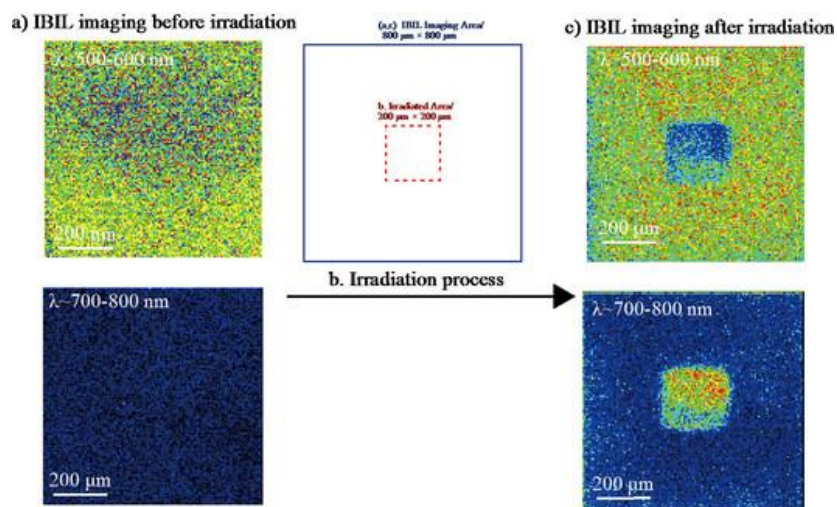 a) IBIL imaging before irradiation
λ 500-600 nm
200 μm
λ~700-800 nm
200 μm
(a,c) IBIL Imaging Area/
800 μm × 800 μm
b. Irradiated Area/
200 μm × 200 μm
b. Irradiation process
c) IBIL imaging after irradiation
λ 500-600 nm
200 μm
λ~700-800 nm
200 μm